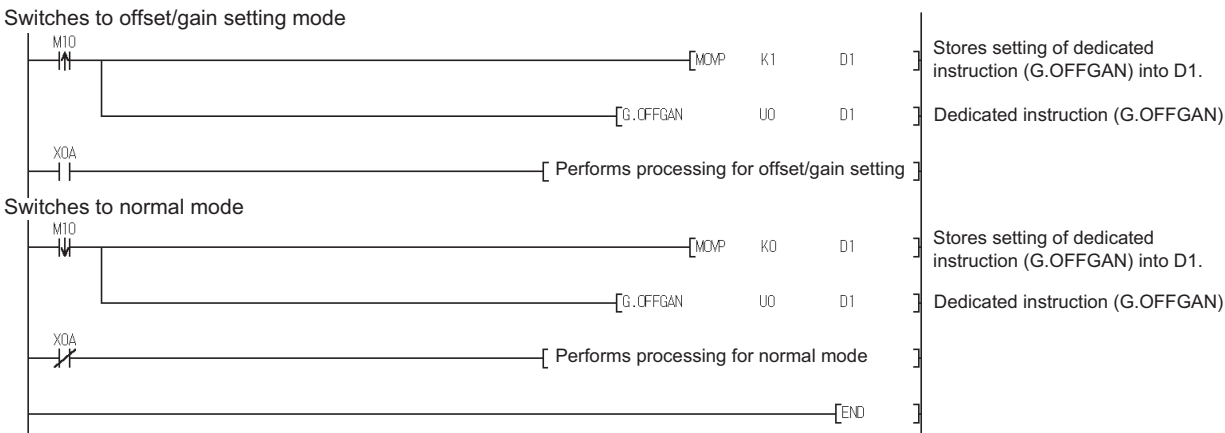 Switches to offset/gain setting mode
M10
MOVP K1 D1
Stores setting of dedicated
instruction (G.OFFGAN) into D1.
G.OFFGAN U0 D1
Dedicated instruction (G.OFFGAN)
X0A
Performs processing for offset/gain setting
Switches to normal mode
M10
MOVP K0 D1
Stores setting of dedicated
instruction (G.OFFGAN) into D1.
G.OFFGAN U0 D1
Dedicated instruction (G.OFFGAN)
X0A
Performs processing for normal mode
END